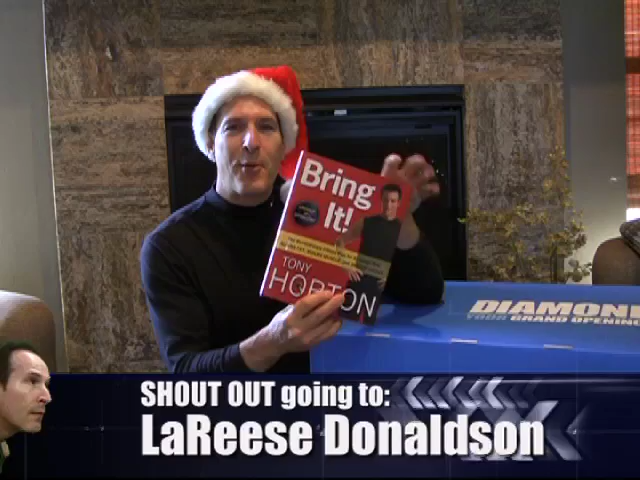 Bring
It!
TONY
HORTON
DIAMOND
YOUR GRAND OPENING
SHOUT OUT going to:
LaReese Donaldson